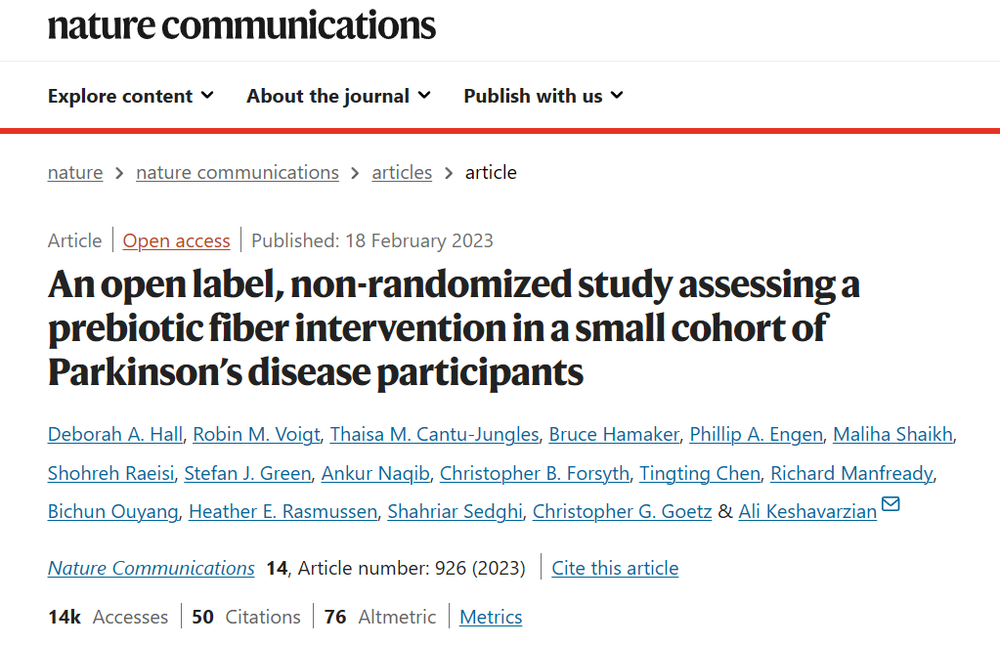 nature communications
Explore content About the journal Publish with us
nature > nature communications > articles > article
Article | Open access | Published: 18 February 2023
An open label, non-randomized study assessing a
prebiotic fiber intervention in a small cohort of
Parkinson's disease participants
Deborah A. Hall, Robin M. Voigt, Thaisa M. Cantu-Jungles, Bruce Hamaker, Phillip A. Engen, Maliha Shaikh,
Shohreh Raeisi, Stefan J. Green, Ankur Naqib, Christopher B. Forsyth, Tingting Chen, Richard Manfready,
Bichun Ouyang, Heather E. Rasmussen, Shahriar Sedghi, Christopher G. Goetz & Ali Keshavarzian
Nature Communications 14, Article number: 926 (2023) | Cite this article
14k Accesses | 50 Citations | 76 Altmetric | Metrics